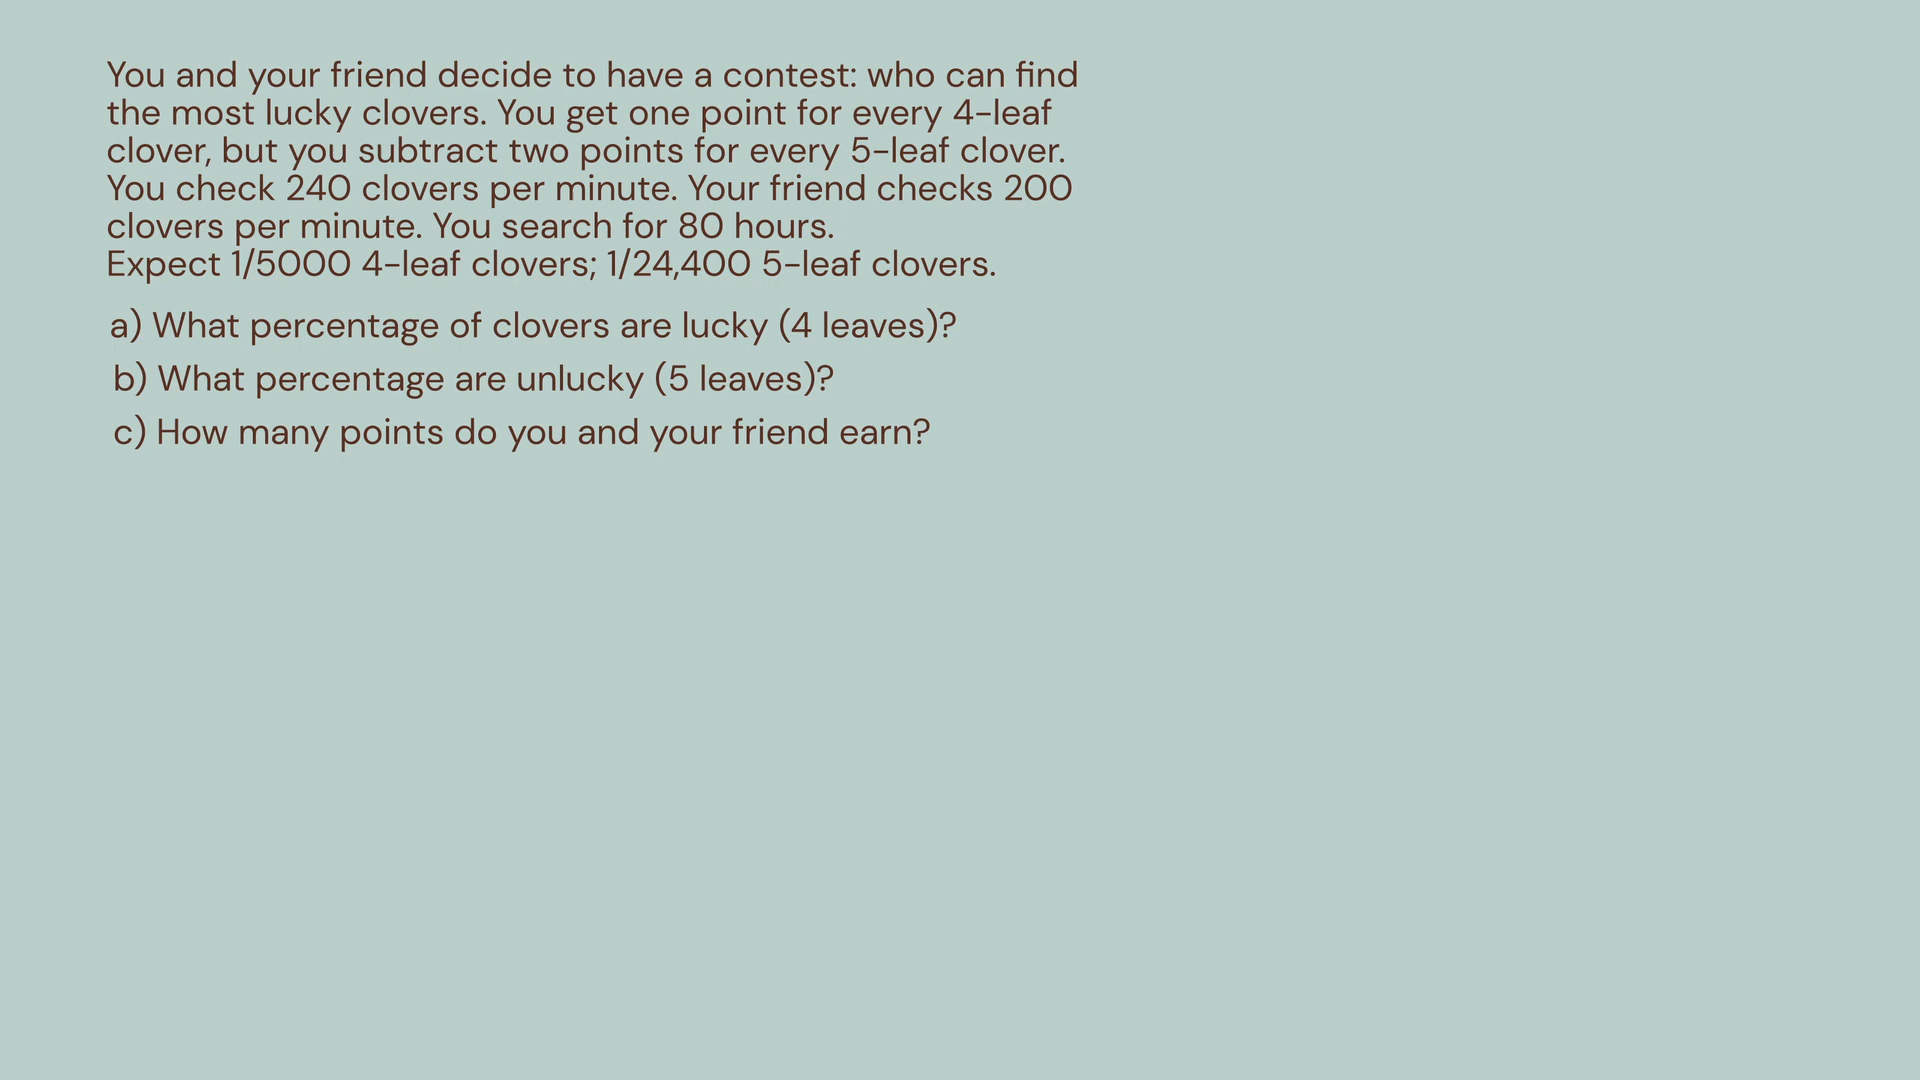 You and your friend decide to have a contest: who can find
the most lucky clovers. You get one point for every 4-leaf
clover, but you subtract two points for every 5-leaf clover.
You check 240 clovers per minute. Your friend checks 200
clovers per minute. You search for 80 hours.
Expect 1/5000 4-leaf clovers; 1/24,400 5-leaf clovers.
a) What percentage of clovers are lucky (4 leaves)?
b) What percentage are unlucky (5 leaves)?
c) How many points do you and your friend earn?